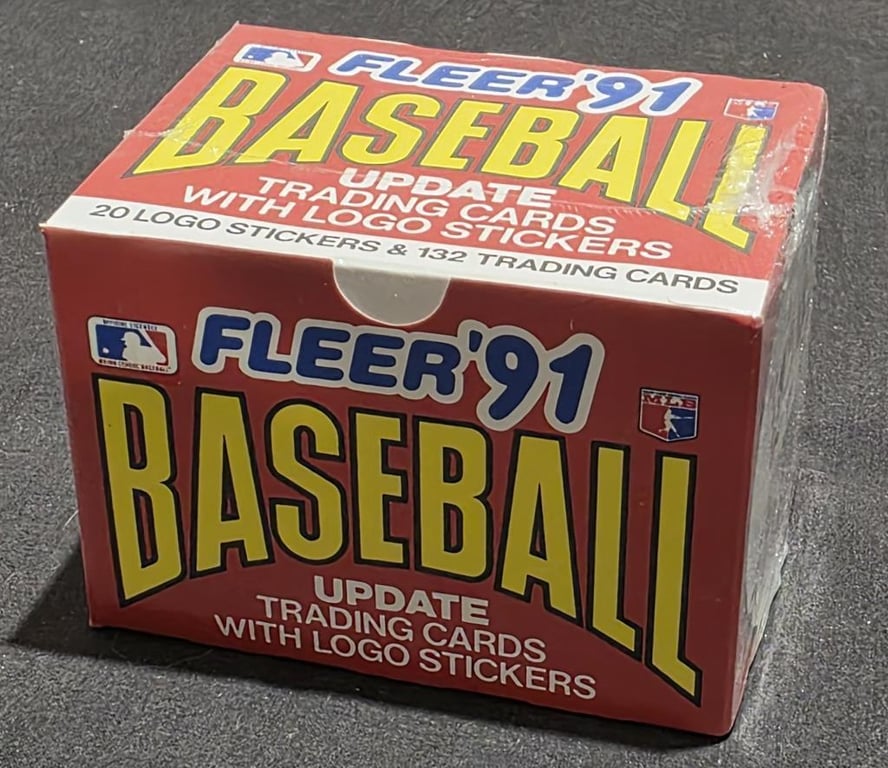 FLEER'91
BASEBALL
UPDATE
TRADING CARDS
WITH LOGO STICKERS
20 LOGO STICKERS & 132 TRADING CARDS
FLEER'91
MLB
BASEBALL
UPDATE
TRADING CARDS
WITH LOGO STICKERS